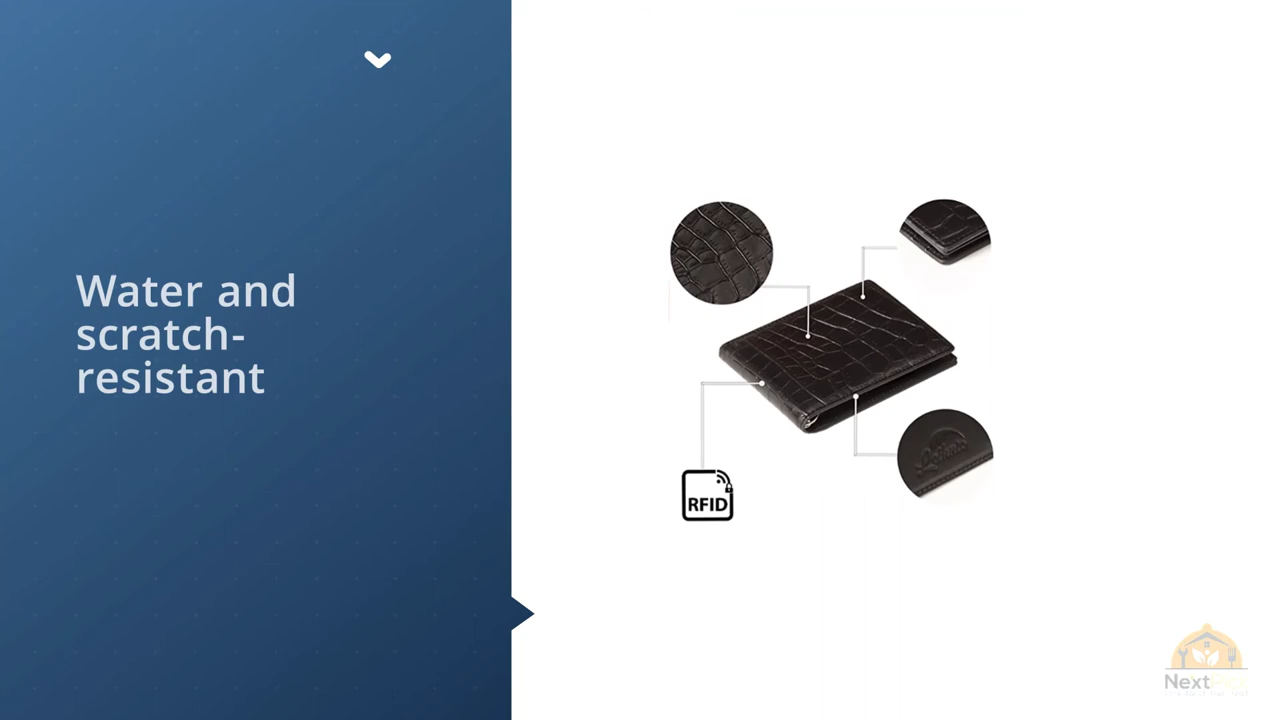 Water and
scratch-
resistant
RFID
Next